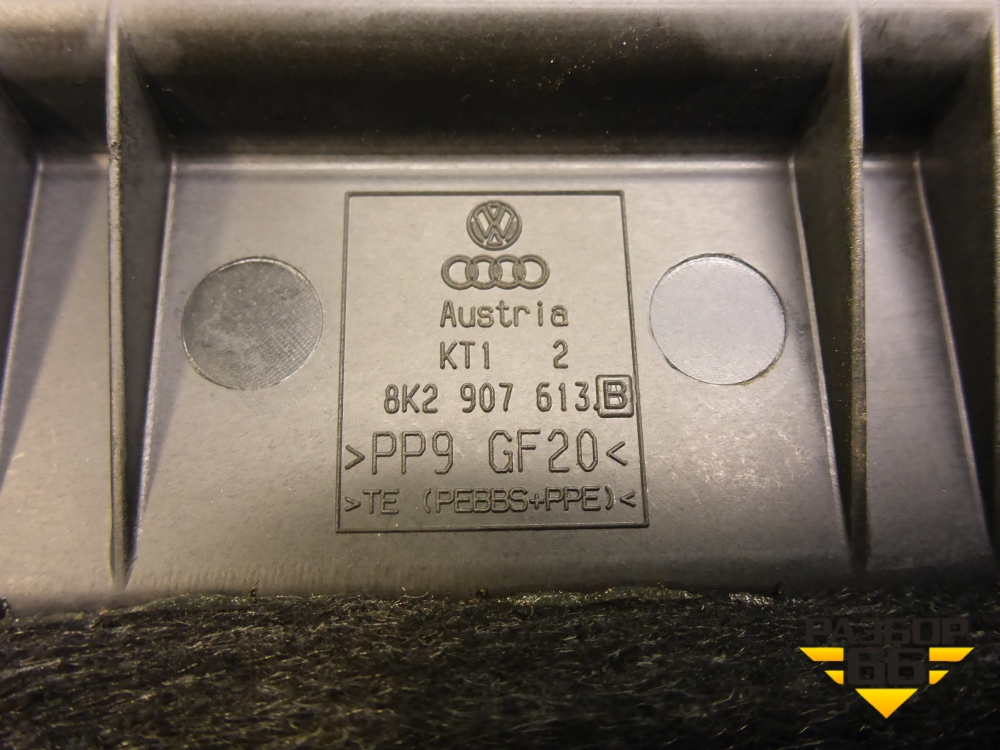 Austria
KT1 2
8K2 907 613.B
>PP9 GF20<
>TE (PEBBS+PPE)<
РАЗБОР
66